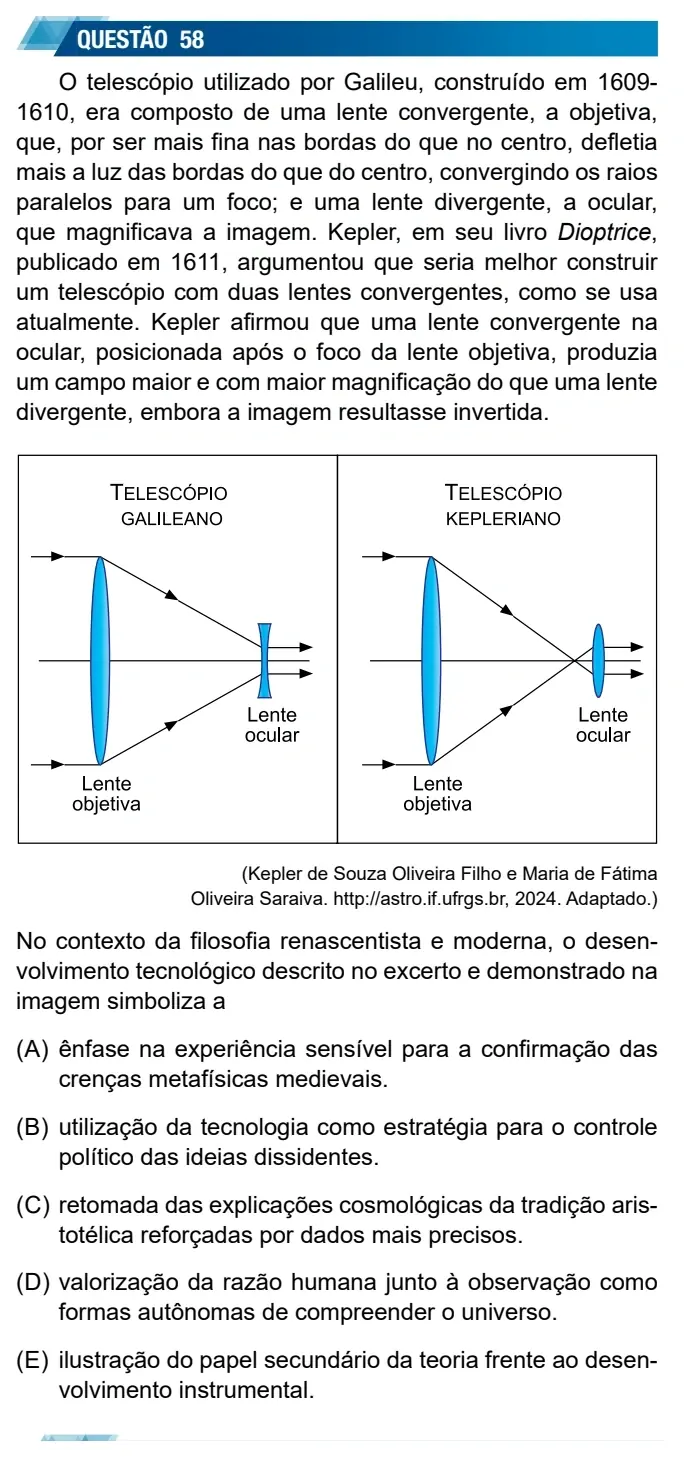 QUESTÃO 58
O telescópio utilizado por Galileu, construído em 1609-
1610, era composto de uma lente convergente, a objetiva,
que, por ser mais fina nas bordas do que no centro, defletia
mais a luz das bordas do que do centro, convergindo os raios
paralelos para um foco; e uma lente divergente, a ocular,
que magnificava a imagem. Kepler, em seu livro Dioptrice,
publicado em 1611, argumentou que seria melhor construir
um telescópio com duas lentes convergentes, como se usa
atualmente. Kepler afirmou que uma lente convergente na
ocular, posicionada após o foco da lente objetiva, produzia
um campo maior e com maior magnificação do que uma lente
divergente, embora a imagem resultasse invertida.
TELESCÓPIO
GALILEANO
Lente
ocular
Lente
objetiva
TELESCÓPIO
KEPLERIANO
Lente
ocular
Lente
objetiva
(Kepler de Souza Oliveira Filho e Maria de Fátima
Oliveira Saraiva. http://astro.if.ufrgs.br, 2024. Adaptado.)
No contexto da filosofia renascentista e moderna, o desen-
volvimento tecnológico descrito no excerto e demonstrado na
imagem simboliza a
(A) ênfase na experiência sensível para a confirmação das
crenças metafísicas medievais.
(B) utilização da tecnologia como estratégia para o controle
político das ideias dissidentes.
(C) retomada das explicações cosmológicas da tradição aris-
totélica reforçadas por dados mais precisos.
(D) valorização da razão humana junto à observação como
formas autônomas de compreender o universo.
(E) ilustração do papel secundário da teoria frente ao desen-
volvimento instrumental.